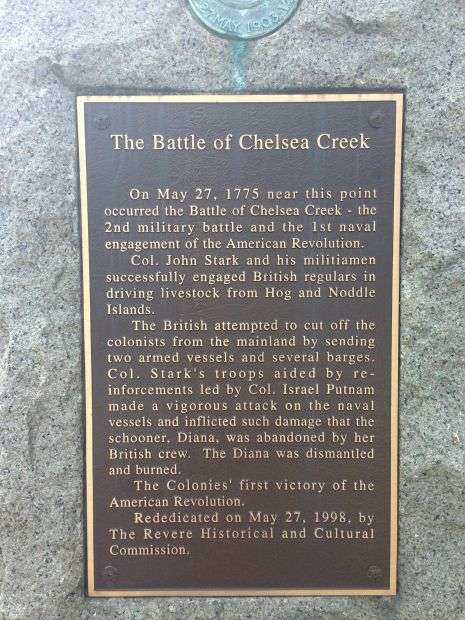 MAY 1903
The Battle of Chelsea Creek
On May 27, 1775 near this point
occurred the Battle of Chelsea Creek - the
2nd military battle and the 1st naval
engagement of the American Revolution.
Col. John Stark and his militiamen
successfully engaged British regulars in
driving livestock from Hog and Noddle
Islands.
The British attempted to cut off the
colonists from the mainland by sending
two armed vessels and several barges.
Col. Stark's troops aided by re-
inforcements led by Col. Israel Putnam
made a vigorous attack on the naval
vessels and inflicted such damage that the
schooner, Diana, was abandoned by her
British crew. The Diana was dismantled
and burned.
The Colonies' first victory of the
American Revolution.
Rededicated on May 27, 1998, by
The Revere Historical and Cultural
Commission.